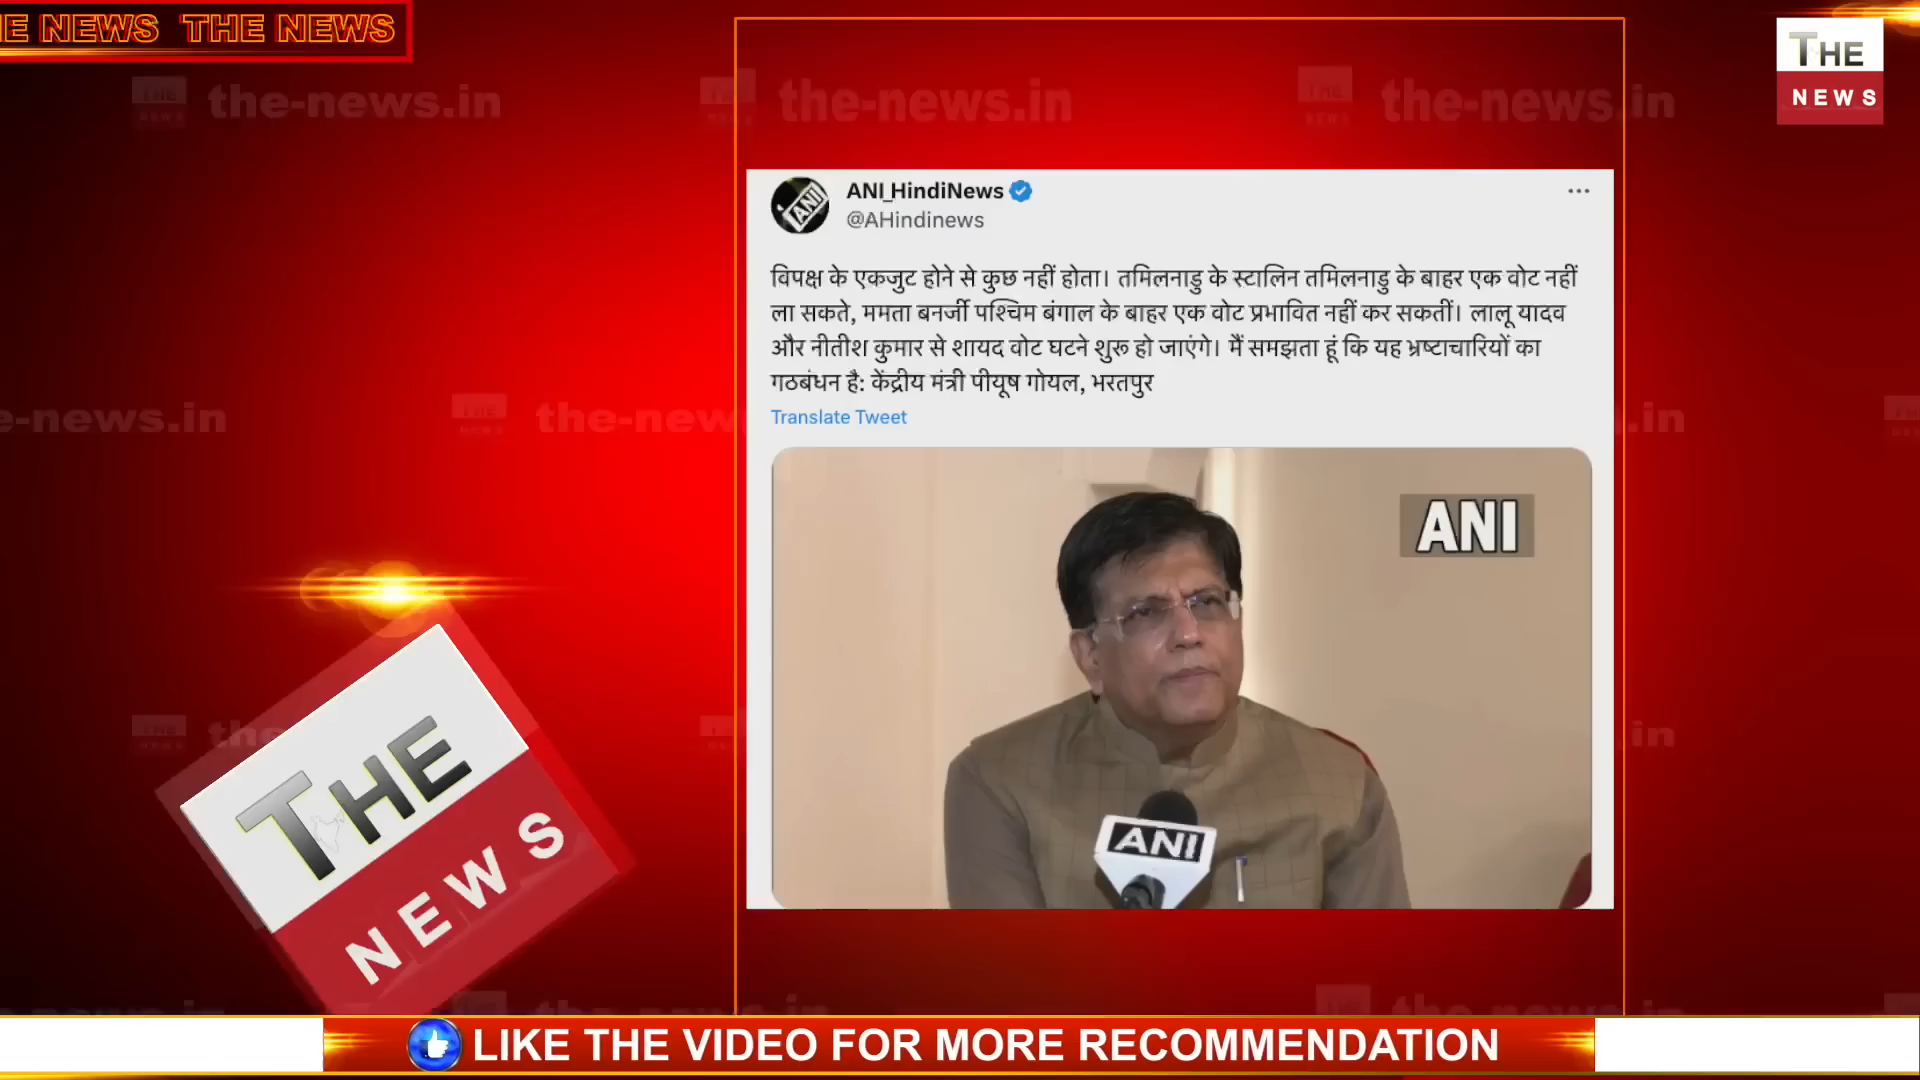 THE NEWS THE NEWS
THE
NEWS
the-news.in the-news.in the-news.in
ANI_HindiNews
@AHindinews
विपक्ष के एकजुट होने से कुछ नहीं होता। तमिलनाडु के स्टालिन तमिलनाडु के बाहर एक वोट नहीं
ला सकते, ममता बनर्जी पश्चिम बंगाल के बाहर एक वोट प्रभावित नहीं कर सकतीं। लालू यादव
और नीतीश कुमार से शायद वोट घटने शुरू हो जाएंगे। मैं समझता हूं कि यह भ्रष्टाचारियों का
गठबंधन है: केंद्रीय मंत्री पीयूष गोयल, भरतपुर
Translate Tweet
ANI
ANI
THE
NEWS
LIKE THE VIDEO FOR MORE RECOMMENDATION